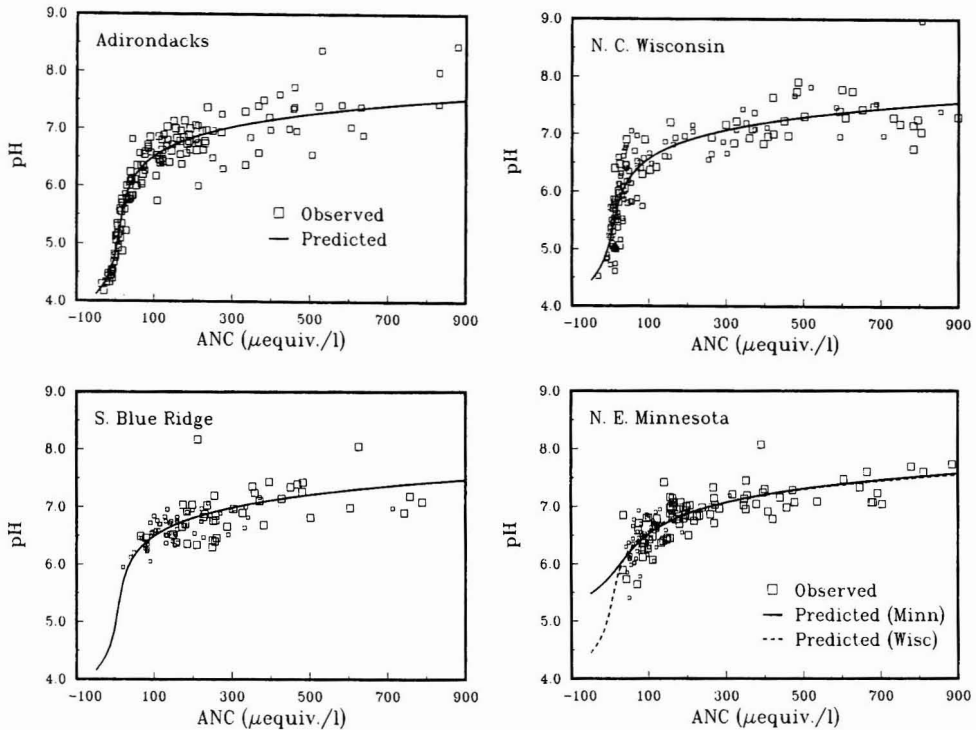 Adirondacks
9.0
8.0
7.0
6.0
5.0
4.0
pH
□ Observed
— Predicted
-100 100 300 500 700 900
ANC (μequiv./l)
N. C. Wisconsin
9.0
8.0
7.0
6.0
5.0
4.0
pH
-100 100 300 500 700 900
ANC (μequiv./l)
S. Blue Ridge
9.0
8.0
7.0
6.0
5.0
4.0
pH
-100 100 300 500 700 900
ANC (μequiv./l)
N. E. Minnesota
9.0
8.0
7.0
6.0
5.0
4.0
pH
□ Observed
— Predicted (Minn)
---- Predicted (Wisc)
-100 100 300 500 700 900
ANC (μequiv./l)